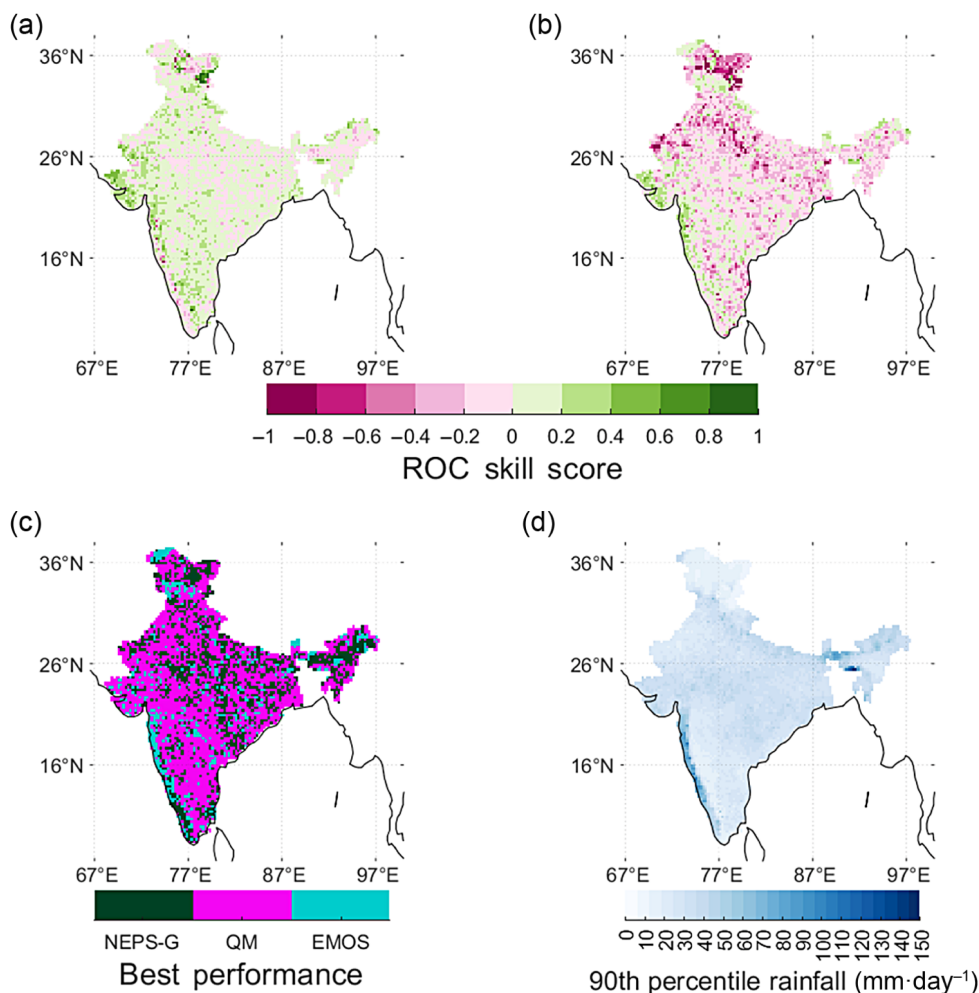 (a) (b)
36°N 36°N
26°N 26°N
16°N 16°N
67°E 77°E 87°E 97°E 67°E 77°E 87°E 97°E
−1 −0.8 −0.6 −0.4 −0.2 0 0.2 0.4 0.6 0.8 1
ROC skill score
(c) (d)
36°N 36°N
26°N 26°N
16°N 16°N
67°E 77°E 87°E 97°E 67°E 77°E 87°E 97°E
NEPS-G QM EMOS
0 10 20 30 40 50 60 70 80 90 100 110 120 130 140 150
Best performance
90th percentile rainfall (mm·day⁻¹)